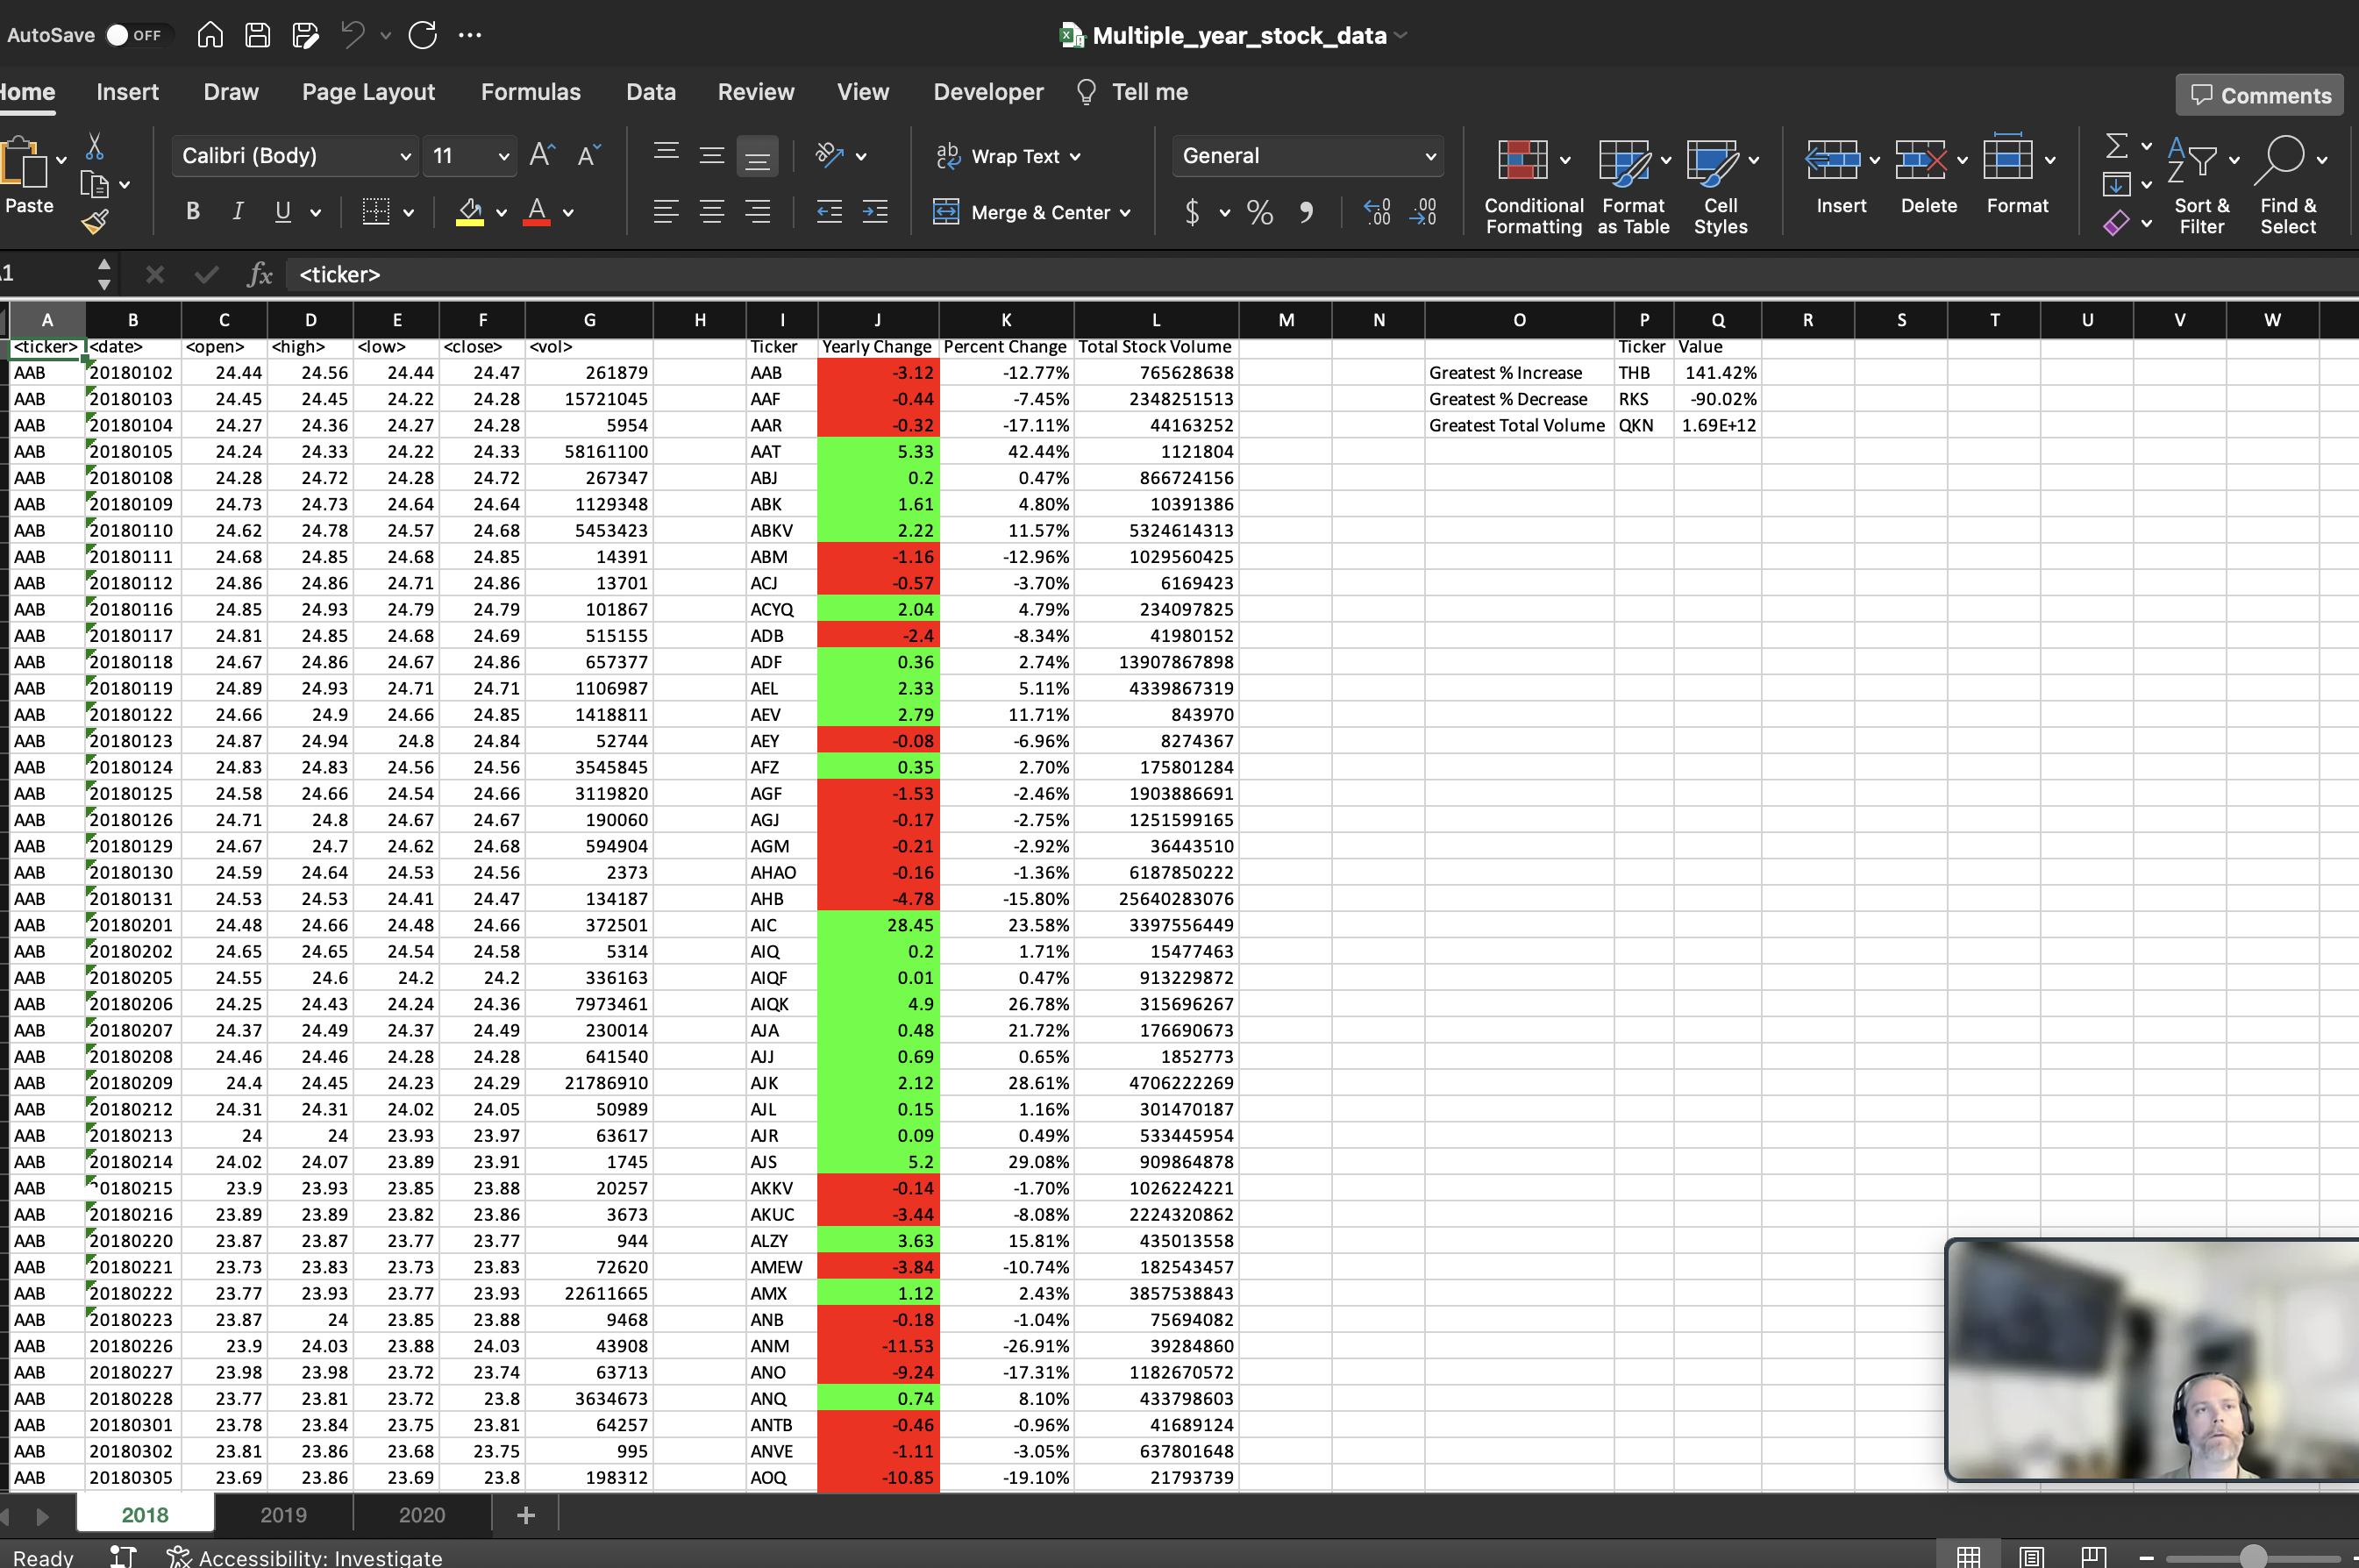 AutoSave OFF Multiple_year_stock_data
Home Insert Draw Page Layout Formulas Data Review View Developer Tell me Comments
Paste Calibri (Body) 11 Wrap Text General Conditional Formatting Format as Table Cell Styles Insert Delete Format Sort & Filter Find & Select
B I U Merge & Center $ %
fx <ticker>
A B C D E F G H I J K L M N O P Q R S T U V W
<ticker> <date> <open> <high> <low> <close> <vol> Ticker Yearly Change Percent Change Total Stock Volume Ticker Value
AAB 20180102 24.44 24.56 24.44 24.47 261879 AAB -3.12 -12.77% 765628638 Greatest % Increase THB 141.42%
AAB 20180103 24.45 24.45 24.22 24.28 15721045 AAF -0.44 -7.45% 2348251513 Greatest % Decrease RKS -90.02%
AAB 20180104 24.27 24.36 24.27 24.28 5954 AAR -0.32 -17.11% 44163252 Greatest Total Volume QKN 1.69E+12
AAB 20180105 24.24 24.33 24.22 24.33 58161100 AAT 5.33 42.44% 1121804
AAB 20180108 24.28 24.72 24.28 24.72 267347 ABJ 0.2 0.47% 866724156
AAB 20180109 24.73 24.73 24.64 24.64 1129348 ABK 1.61 4.80% 10391386
AAB 20180110 24.62 24.78 24.57 24.68 5453423 ABKV 2.22 11.57% 5324614313
AAB 20180111 24.68 24.85 24.68 24.85 14391 ABM -1.16 -12.96% 1029560425
AAB 20180112 24.86 24.86 24.71 24.86 13701 ACJ -0.57 -3.70% 6169423
AAB 20180116 24.85 24.93 24.79 24.79 101867 ACYQ 2.04 4.79% 234097825
AAB 20180117 24.81 24.85 24.68 24.69 515155 ADB -2.4 -8.34% 41980152
AAB 20180118 24.67 24.86 24.67 24.86 657377 ADF 0.36 2.74% 13907867898
AAB 20180119 24.89 24.93 24.71 24.71 1106987 AEL 2.33 5.11% 4339867319
AAB 20180122 24.66 24.9 24.66 24.85 1418811 AEV 2.79 11.71% 843970
AAB 20180123 24.87 24.94 24.8 24.84 52744 AEY -0.08 -6.96% 8274367
AAB 20180124 24.83 24.83 24.56 24.56 3545845 AFZ 0.35 2.70% 175801284
AAB 20180125 24.58 24.66 24.54 24.66 3119820 AGF -1.53 -2.46% 1903886691
AAB 20180126 24.71 24.8 24.67 24.67 190060 AGJ -0.17 -2.75% 1251599165
AAB 20180129 24.67 24.7 24.62 24.68 594904 AGM -0.21 -2.92% 36443510
AAB 20180130 24.59 24.64 24.53 24.56 2373 AHAO -0.16 -1.36% 6187850222
AAB 20180131 24.53 24.53 24.41 24.47 134187 AHB -4.78 -15.80% 25640283076
AAB 20180201 24.48 24.66 24.48 24.66 372501 AIC 28.45 23.58% 3397556449
AAB 20180202 24.65 24.65 24.54 24.58 5314 AIQ 0.2 1.71% 15477463
AAB 20180205 24.55 24.6 24.2 24.2 336163 AIQF 0.01 0.47% 913229872
AAB 20180206 24.25 24.43 24.24 24.36 7973461 AIQK 4.9 26.78% 315696267
AAB 20180207 24.37 24.49 24.37 24.49 230014 AJA 0.48 21.72% 176690673
AAB 20180208 24.46 24.46 24.28 24.28 641540 AJJ 0.69 0.65% 1852773
AAB 20180209 24.4 24.45 24.23 24.29 21786910 AJK 2.12 28.61% 4706222269
AAB 20180212 24.31 24.31 24.02 24.05 50989 AJL 0.15 1.16% 301470187
AAB 20180213 24 24 23.93 23.97 63617 AJR 0.09 0.49% 533445954
AAB 20180214 24.02 24.07 23.89 23.91 1745 AJS 5.2 29.08% 909864878
AAB 20180215 23.9 23.93 23.85 23.88 20257 AKKV -0.14 -1.70% 1026224221
AAB 20180216 23.89 23.89 23.82 23.86 3673 AKUC -3.44 -8.08% 2224320862
AAB 20180220 23.87 23.87 23.77 23.77 944 ALZY 3.63 15.81% 435013558
AAB 20180221 23.73 23.83 23.73 23.83 72620 AMEW -3.84 -10.74% 182543457
AAB 20180222 23.77 23.93 23.77 23.93 22611665 AMX 1.12 2.43% 3857538843
AAB 20180223 23.87 24 23.85 23.88 9468 ANB -0.18 -1.04% 75694082
AAB 20180226 23.9 24.03 23.88 24.03 43908 ANM -11.53 -26.91% 39284860
AAB 20180227 23.98 23.98 23.72 23.74 63713 ANO -9.24 -17.31% 1182670572
AAB 20180228 23.77 23.81 23.72 23.8 3634673 ANQ 0.74 8.10% 433798603
AAB 20180301 23.78 23.84 23.75 23.81 64257 ANTB -0.46 -0.96% 41689124
AAB 20180302 23.81 23.86 23.68 23.75 995 ANVE -1.11 -3.05% 637801648
AAB 20180305 23.69 23.86 23.69 23.8 198312 AOQ -10.85 -19.10% 21793739
2018 2019 2020 +
Ready Accessibility: Investigate